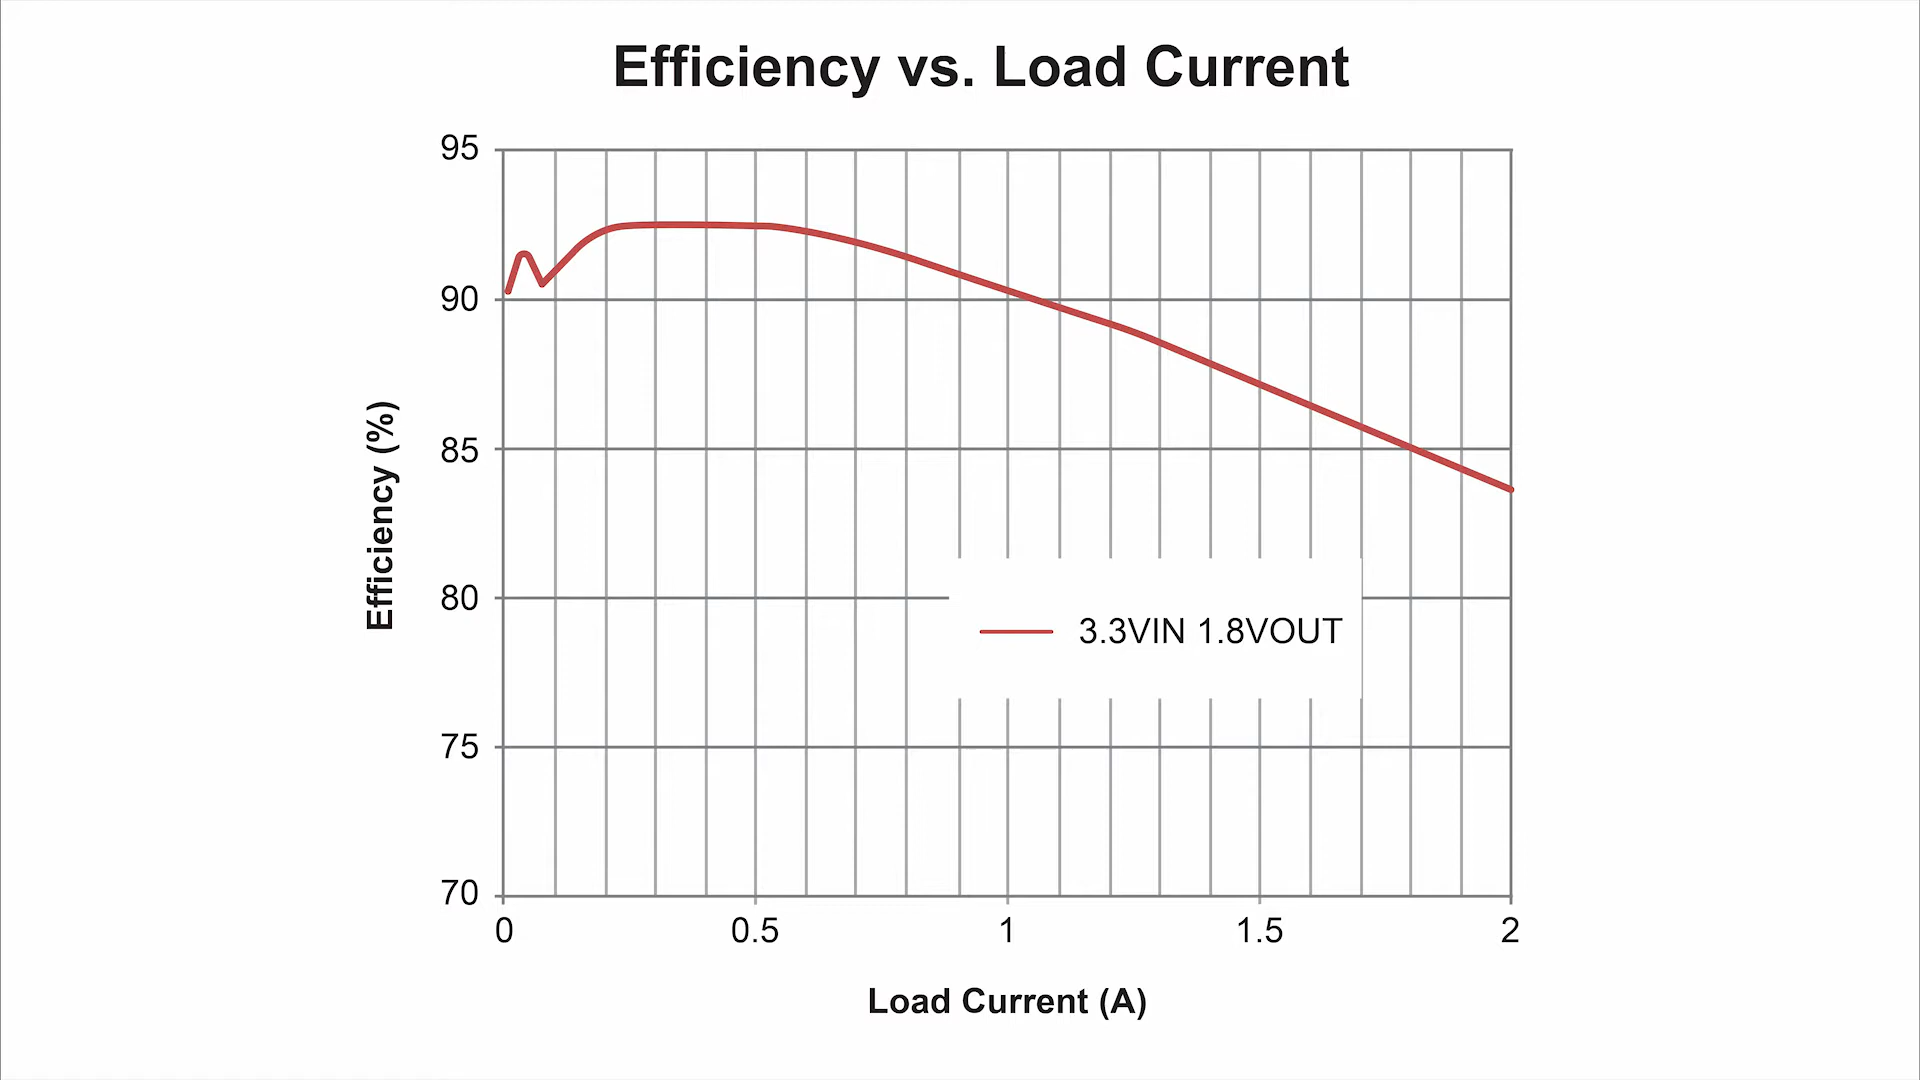 Efficiency vs. Load Current
95
90
85
80
75
70
Efficiency (%)
3.3VIN 1.8VOUT
0 0.5 1 1.5 2
Load Current (A)